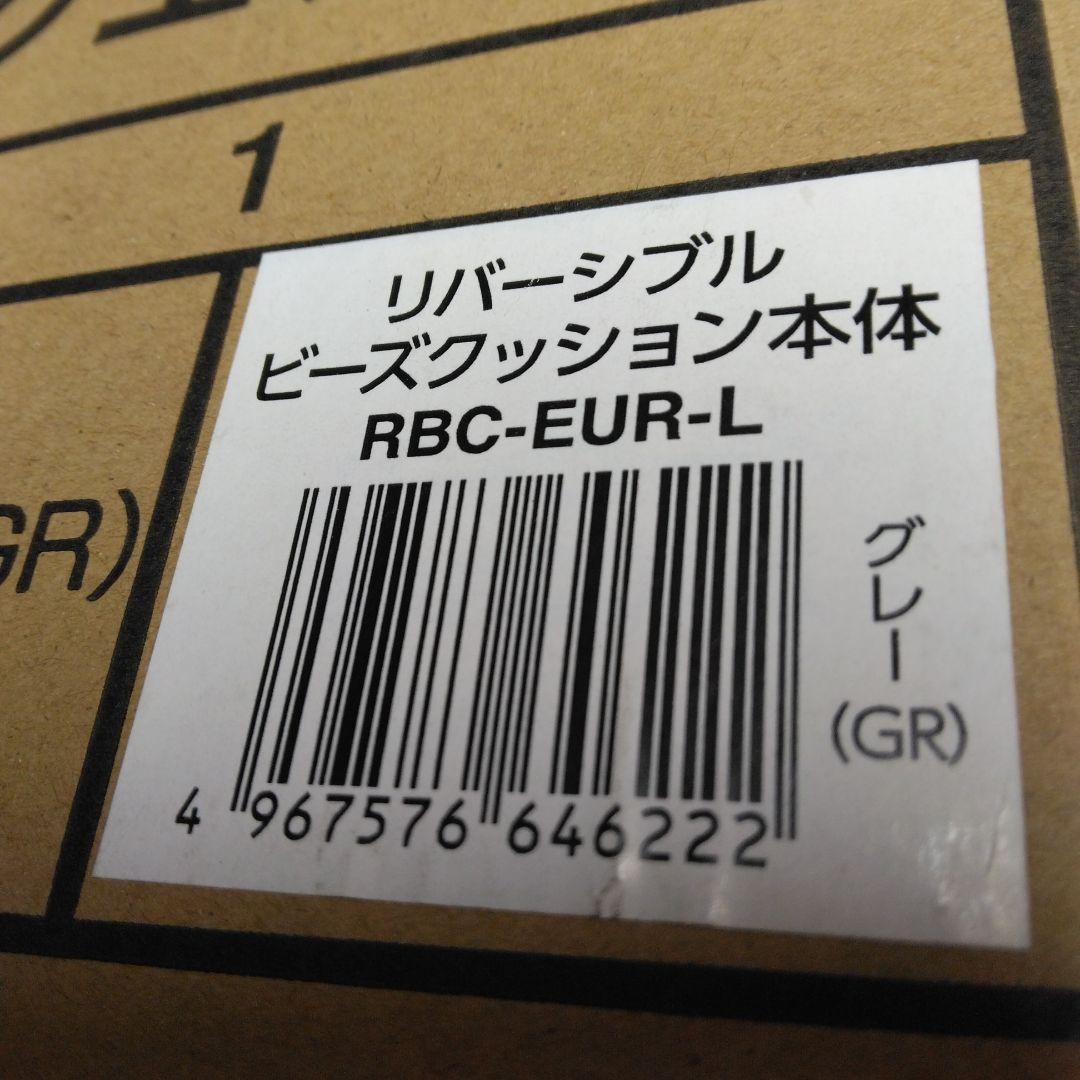 1
リバーシブル
ビーズクッション本体
RBC-EUR-L
グレー
(GR)
GR)
4 967576 646222